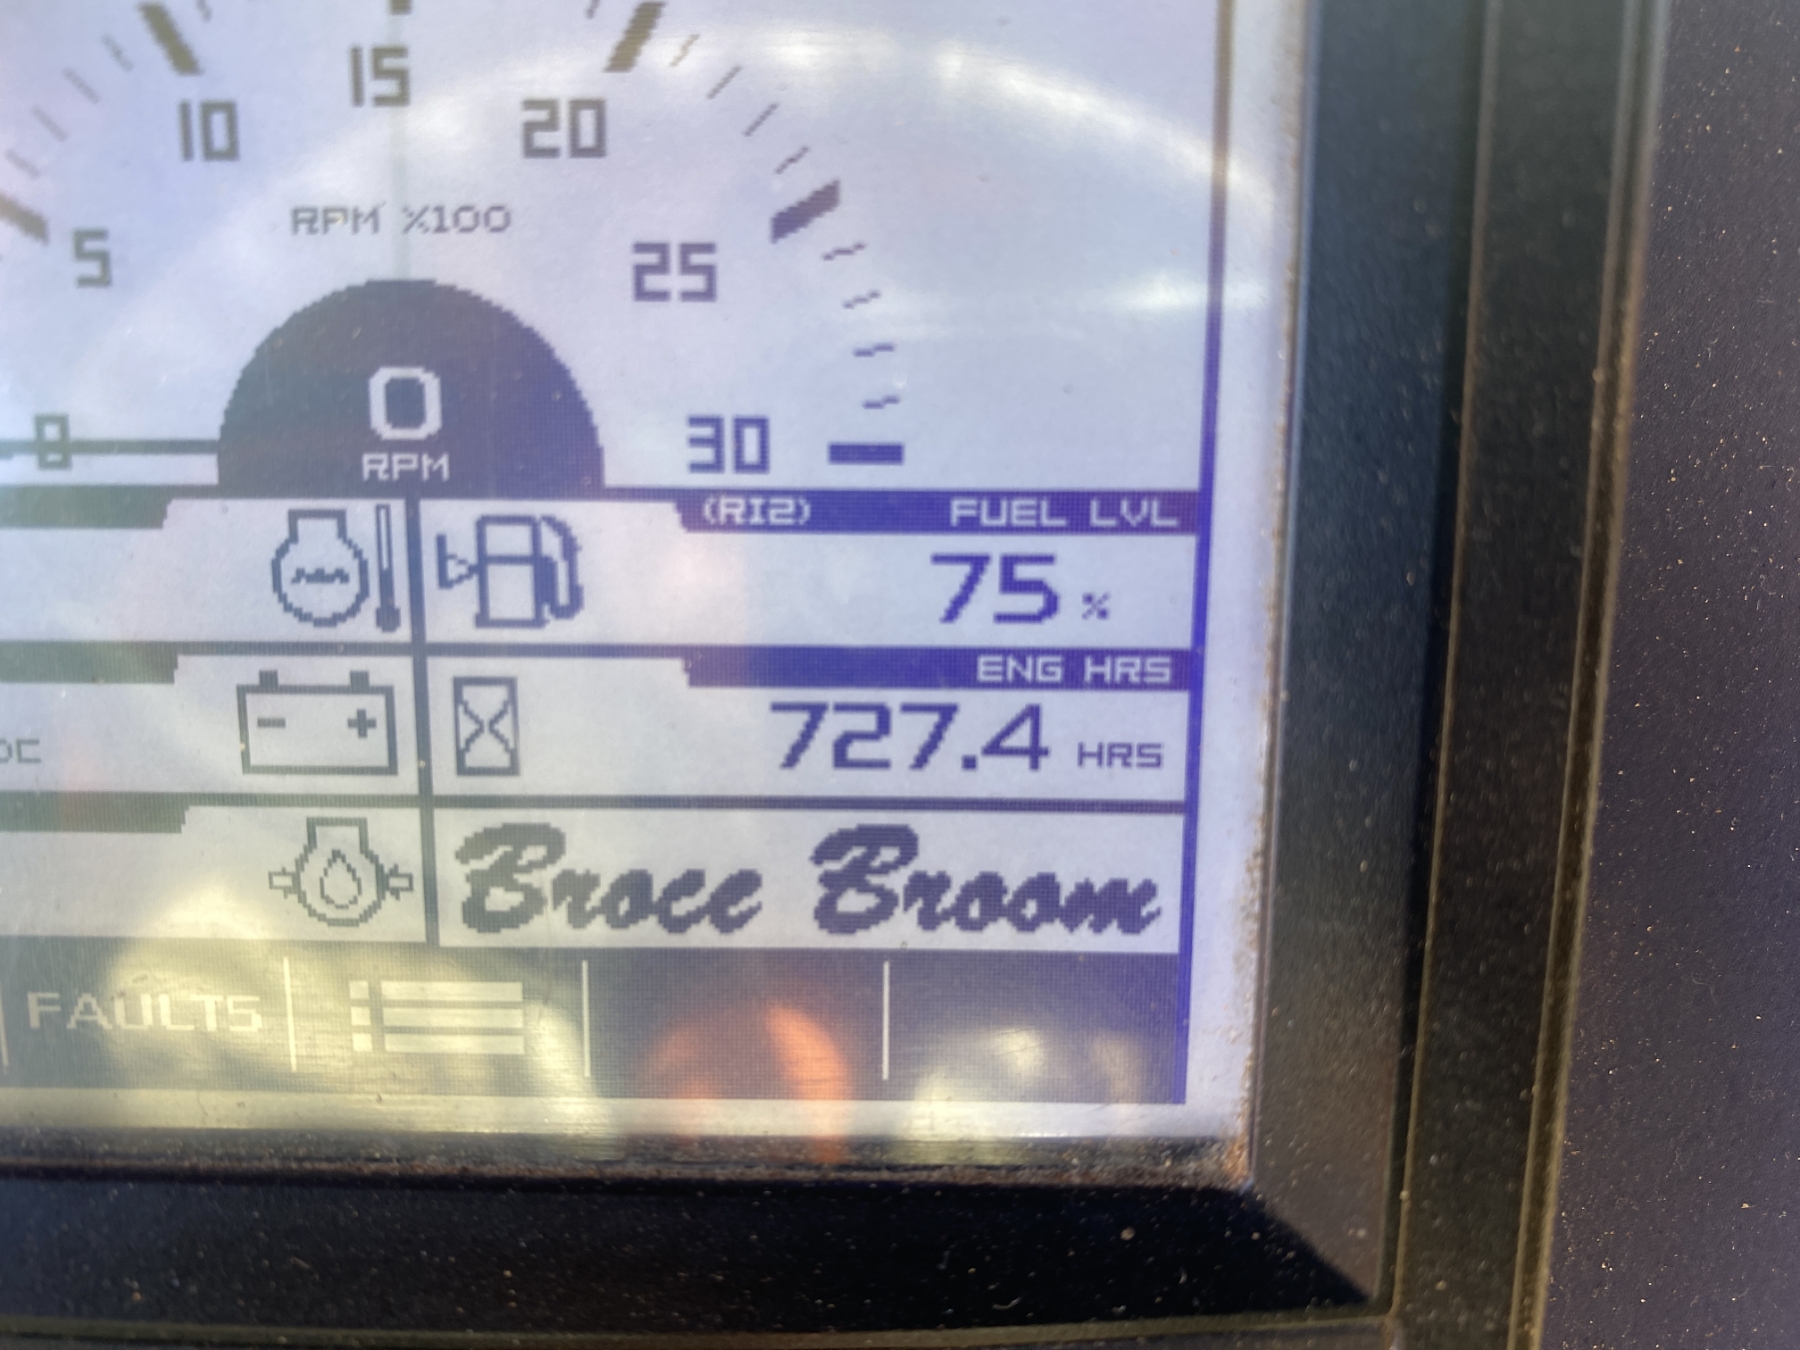 15
10 20
RPM X100
5 25
0
0 30
RPM
(RI2) FUEL LVL
75 %
ENG HRS
- +
727.4 HRS
Broce Broom
FAULTS